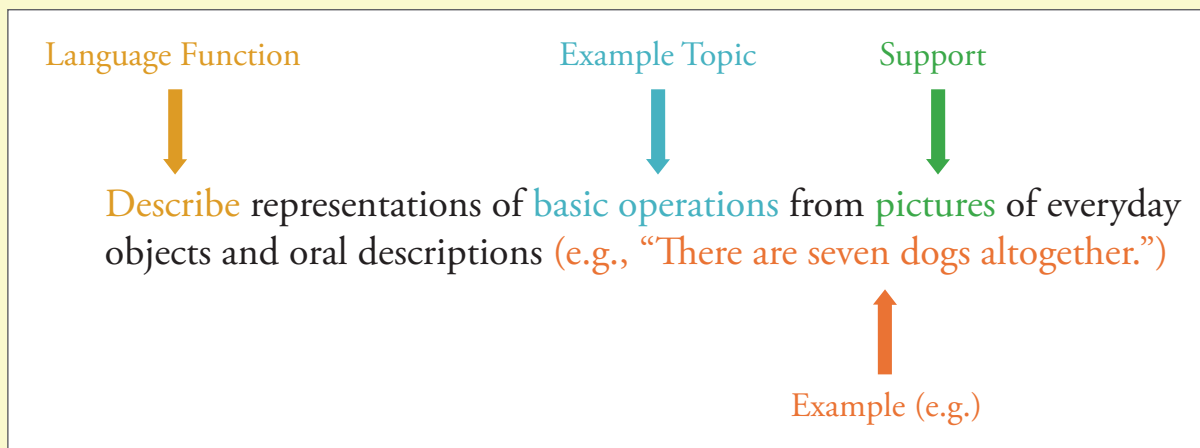 Language Function Example Topic Support
Describe representations of basic operations from pictures of everyday
objects and oral descriptions (e.g., “There are seven dogs altogether.”)
Example (e.g.)